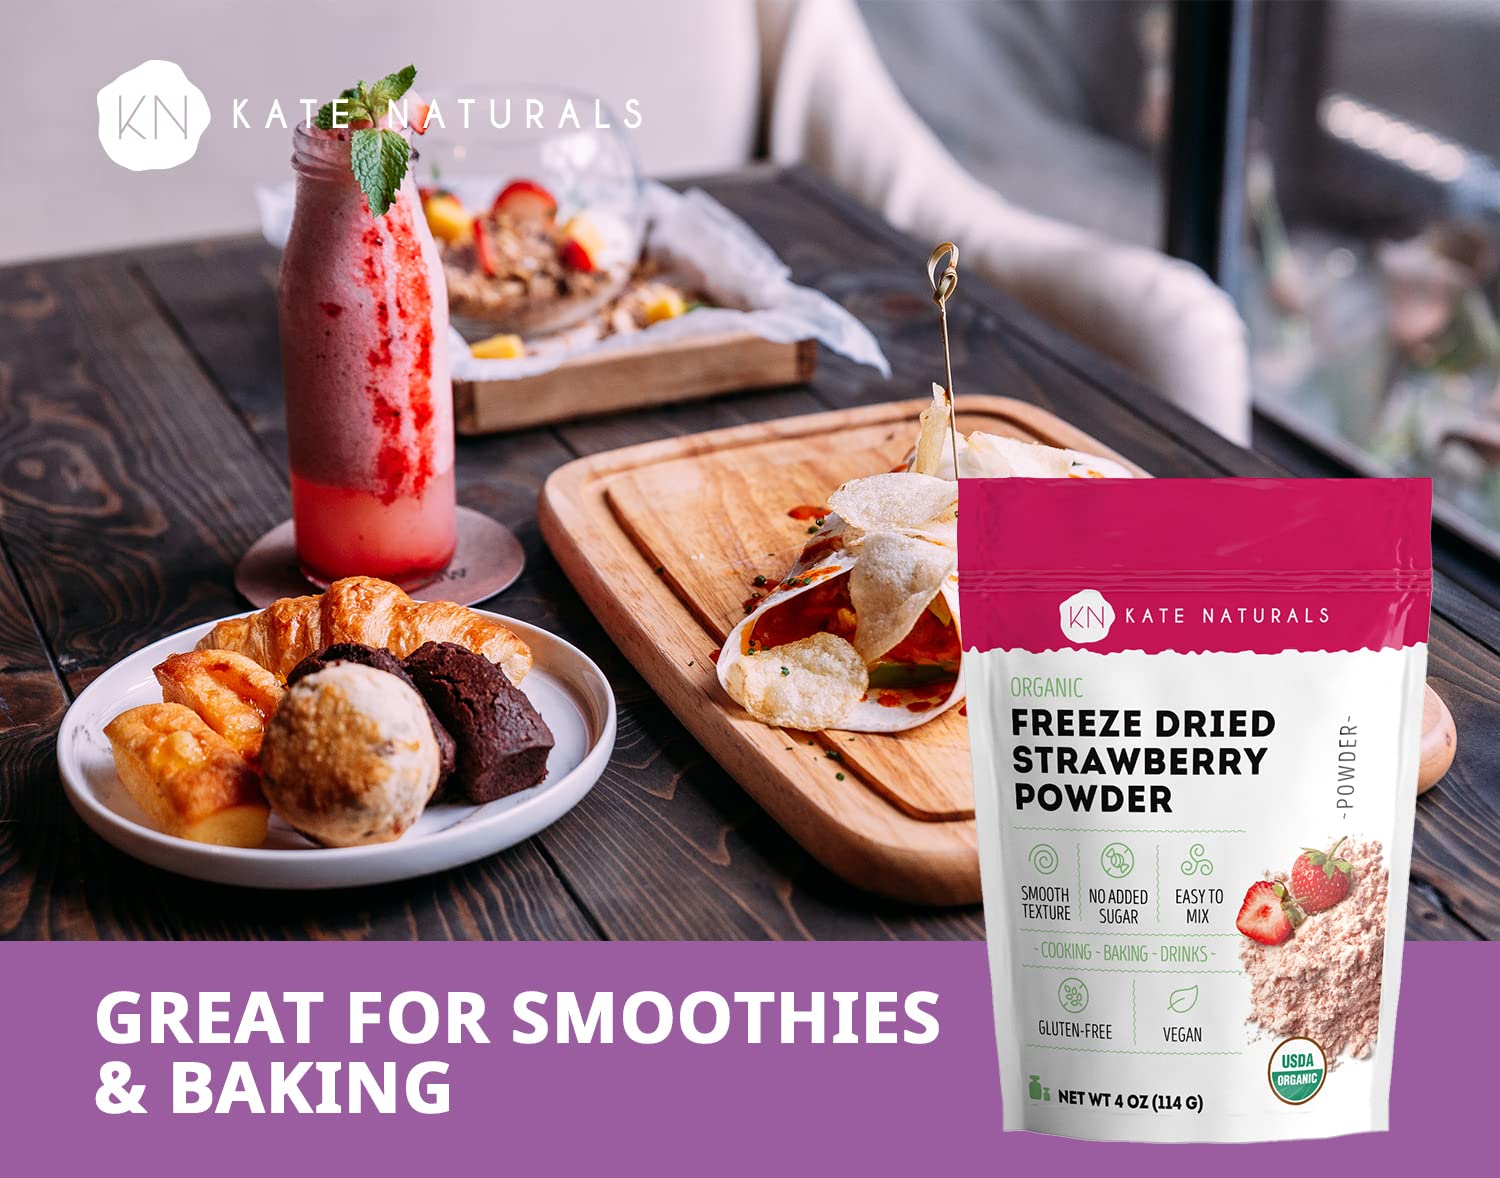 KN KATE NATURALS
KN KATE NATURALS
ORGANIC
FREEZE DRIED
STRAWBERRY
POWDER
~POWDER~
SMOOTH
TEXTURE
NO ADDED
SUGAR
EASY TO
MIX
~ COOKING ~ BAKING ~ DRINKS ~
GLUTEN-FREE
VEGAN
USDA
ORGANIC
NET WT 4 OZ (114 G)
GREAT FOR SMOOTHIES
& BAKING